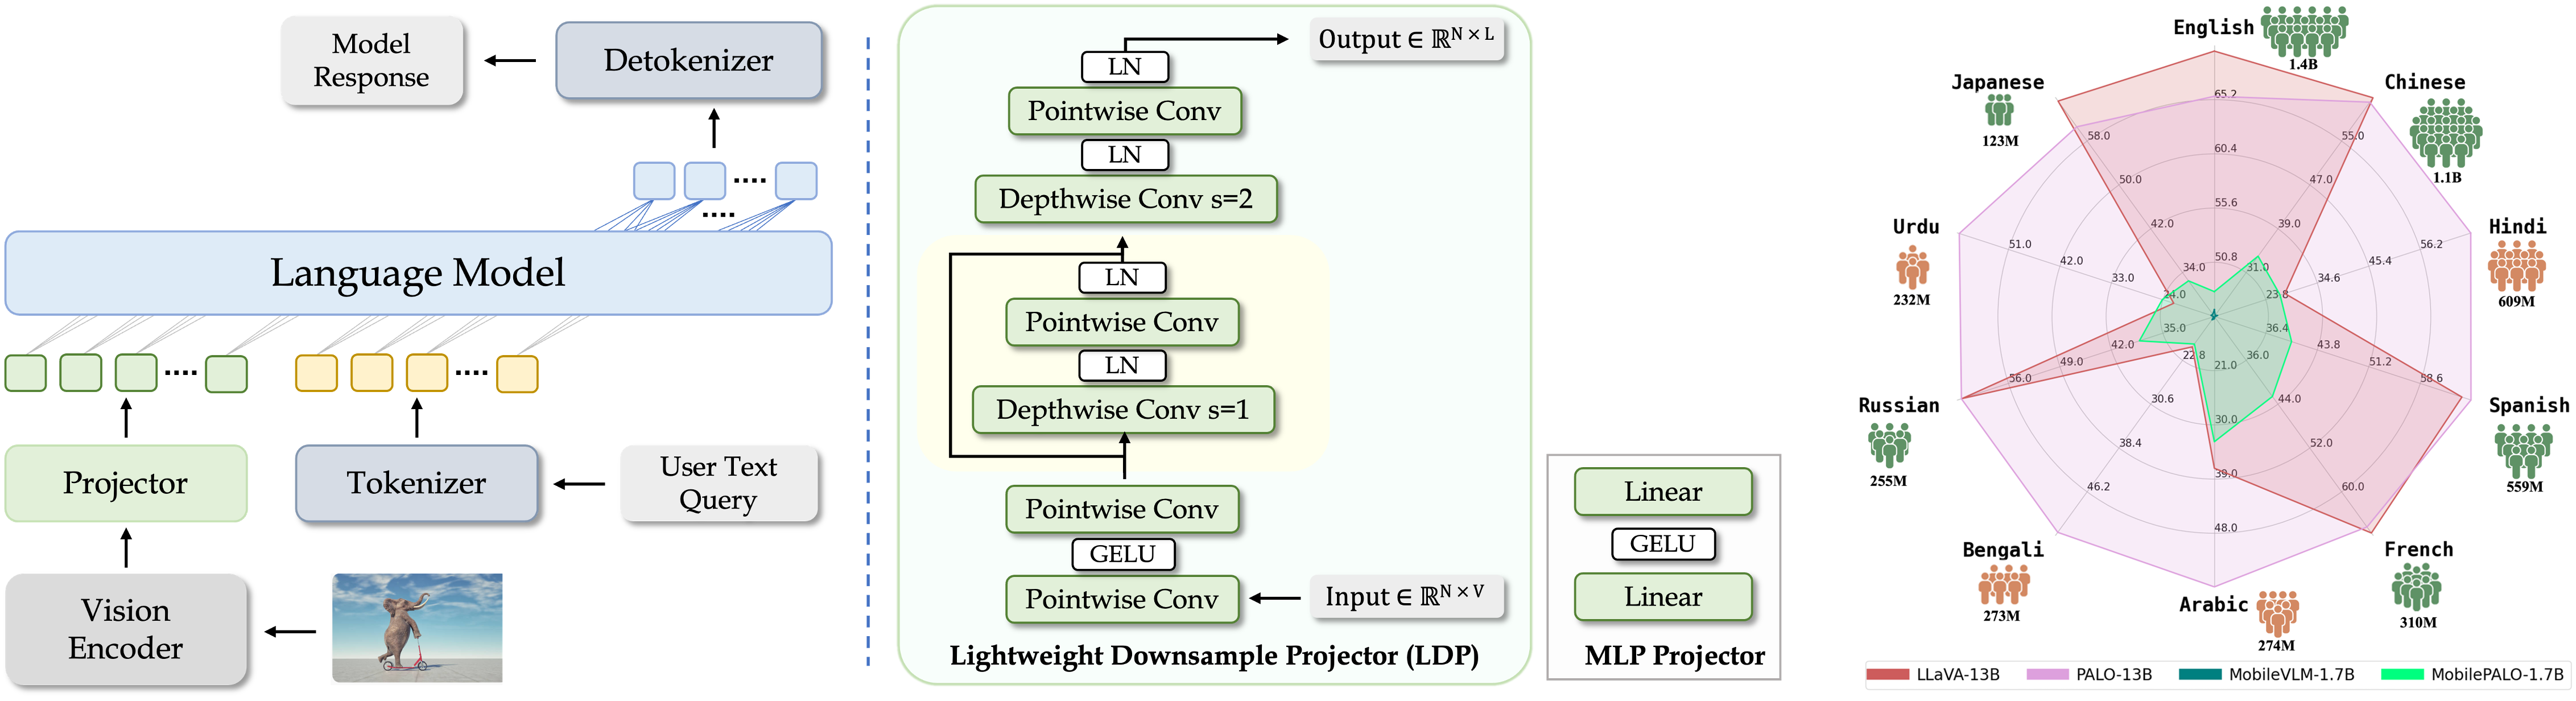 Model
Response
Detokenizer
Language Model
Projector
Tokenizer
User Text
Query
Vision
Encoder
Output ∈ ℝ^{N × L}
LN
Pointwise Conv
LN
Depthwise Conv s=2
LN
Pointwise Conv
LN
Depthwise Conv s=1
Pointwise Conv
GELU
Pointwise Conv
Input ∈ ℝ^{N × V}
Lightweight Downsample Projector (LDP)
Linear
GELU
Linear
MLP Projector
English
1.4B
Chinese
1.1B
Hindi
609M
Spanish
559M
French
310M
Arabic
274M
Bengali
273M
Russian
255M
Urdu
232M
Japanese
123M
65.2
60.4
55.6
50.8
55.0
47.0
39.0
31.0
56.2
45.4
34.6
23.8
58.6
51.2
43.8
36.4
60.0
52.0
44.0
36.0
48.0
39.0
30.0
21.0
46.2
38.4
30.6
22.8
56.0
49.0
42.0
35.0
51.0
42.0
33.0
24.0
58.0
50.0
42.0
34.0
LLaVA-13B
PALO-13B
MobileVLM-1.7B
MobilePALO-1.7B